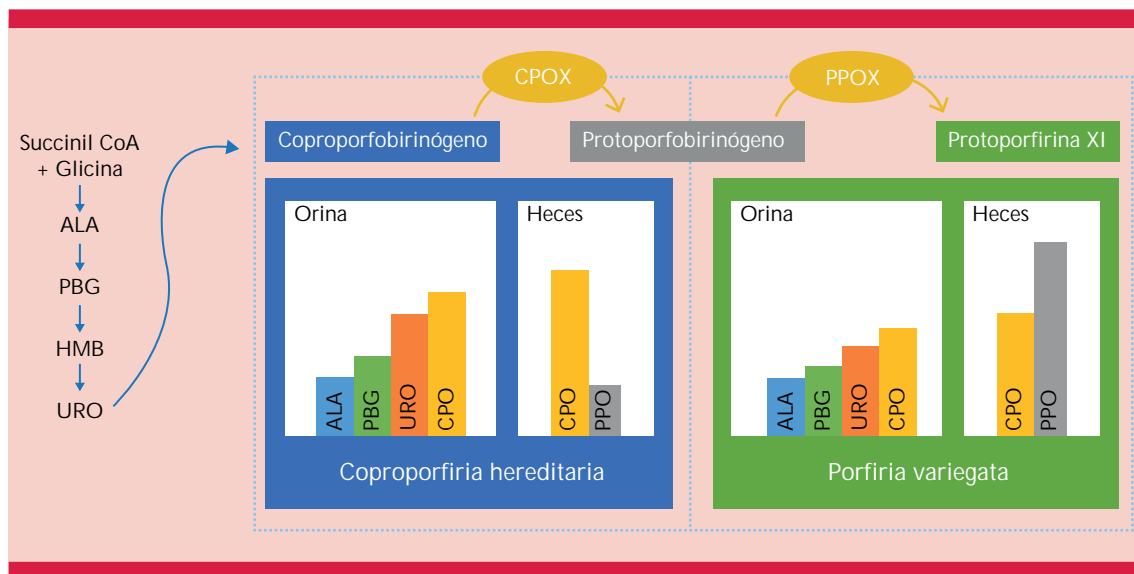 CPOX
PPOX
Coproporfobirinógeno
Protoporfobirinógeno
Protoporfirina XI
Succinil CoA
+ Glicina
ALA
PBG
HMB
URO
Orina
ALA
PBG
URO
CPO
Heces
CPO
PPO
Coproporfiria hereditaria
Orina
ALA
PBG
URO
CPO
Heces
CPO
PPO
Porfiria variegata